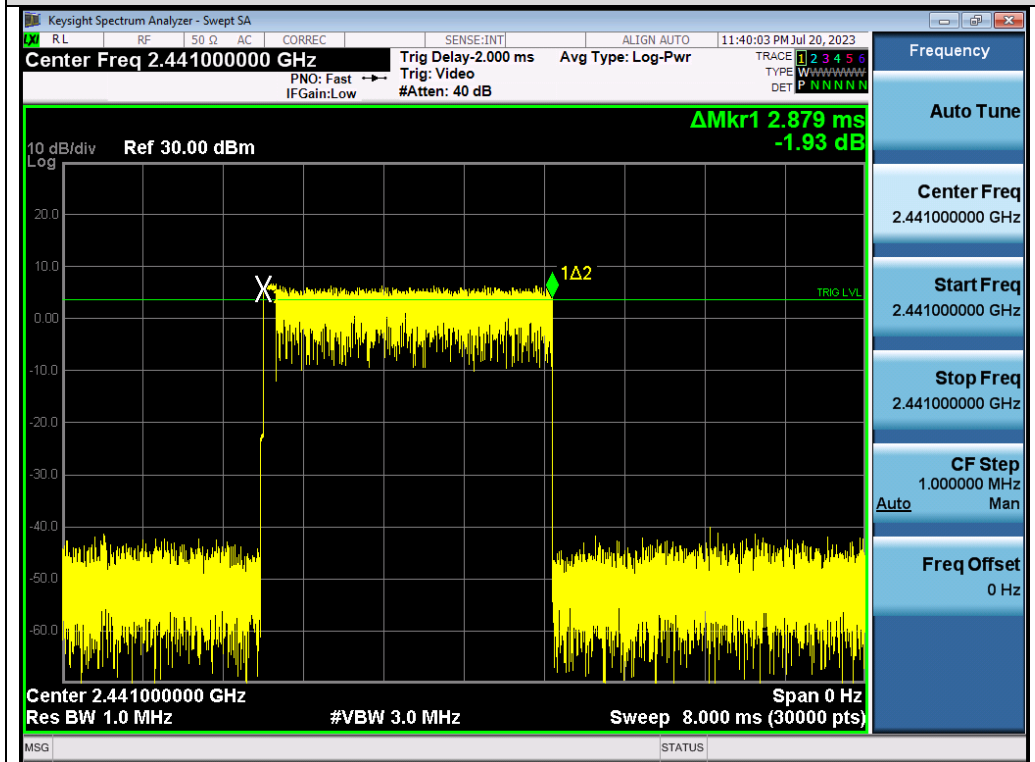 Keysight Spectrum Analyzer - Swept SA
LXI RL RF 50 Ω AC CORREC SENSE:INT ALIGN AUTO 11:40:03 PM Jul 20, 2023
Center Freq 2.441000000 GHz
PNO: Fast
IFGain:Low
Trig Delay-2.000 ms
Trig: Video
#Atten: 40 dB
Avg Type: Log-Pwr
TRACE 1 2 3 4 5 6
TYPE WWWWWWW
DET P N N N N N
ΔMkr1 2.879 ms
-1.93 dB
10 dB/div Ref 30.00 dBm
Log
20.0
10.0
0.00
-10.0
-20.0
-30.0
-40.0
-50.0
-60.0
X
1Δ2
TRIG LVL
Center 2.441000000 GHz Span 0 Hz
Res BW 1.0 MHz #VBW 3.0 MHz Sweep 8.000 ms (30000 pts)
MSG STATUS
Frequency
Auto Tune
Center Freq
2.441000000 GHz
Start Freq
2.441000000 GHz
Stop Freq
2.441000000 GHz
CF Step
1.000000 MHz
Auto Man
Freq Offset
0 Hz